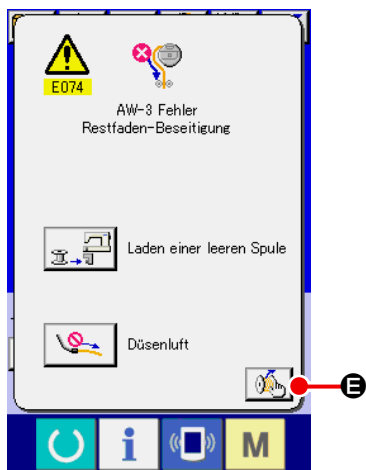 E074
AW-3 Fehler
Restfaden-Beseitigung
Laden einer leeren Spule
Düsenluft
E
i
M